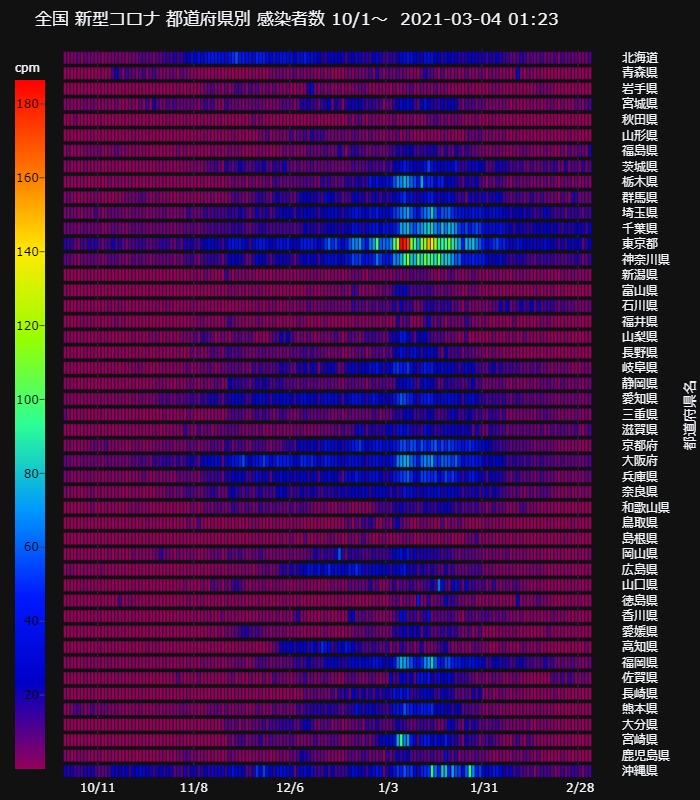 全国 新型コロナ 都道府県別 感染者数 10/1〜 2021-03-04 01:23
cpm
180
160
140
120
100
80
60
40
20
北海道
青森県
岩手県
宮城県
秋田県
山形県
福島県
茨城県
栃木県
群馬県
埼玉県
千葉県
東京都
神奈川県
新潟県
富山県
石川県
福井県
山梨県
長野県
岐阜県
静岡県
愛知県
三重県
滋賀県
京都府
大阪府
兵庫県
奈良県
和歌山県
鳥取県
島根県
岡山県
広島県
山口県
徳島県
香川県
愛媛県
高知県
福岡県
佐賀県
長崎県
熊本県
大分県
宮崎県
鹿児島県
沖縄県
都道府県名
10/11
11/8
12/6
1/3
1/31
2/28